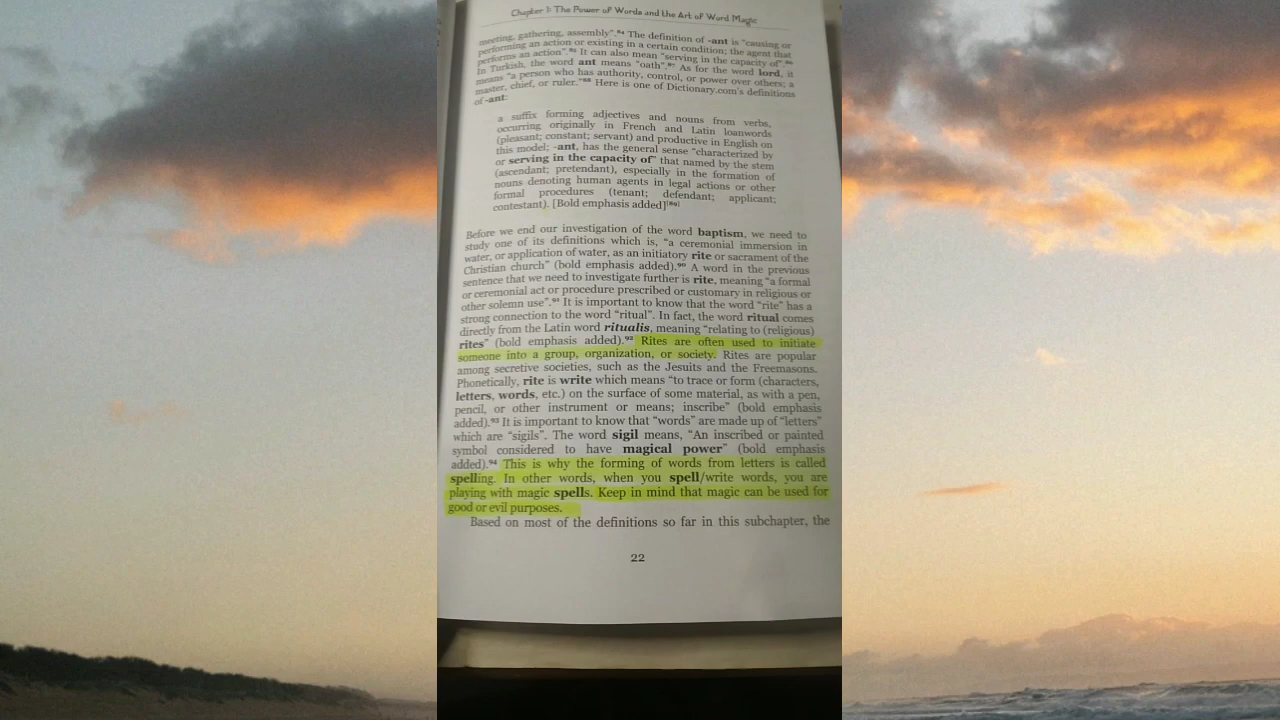 Chapter 1: The Power of Words and the Art of Word Magic
meeting, gathering, assembly".⁸⁴ The definition of -ant is "causing or
performing an action or existing in a certain condition; the agent that
performs an action".⁸⁵ It can also mean "serving in the capacity of".⁸⁶
In Turkish, the word ant means "oath".⁸⁷ As for the word lord, it
means "a person who has authority, control, or power over others; a
master, chief, or ruler."⁸⁸ Here is one of Dictionary.com's definitions
of -ant:
a suffix forming adjectives and nouns from verbs,
occurring originally in French and Latin loanwords
(pleasant; constant; servant) and productive in English on
this model; -ant, has the general sense "characterized by
or serving in the capacity of" that named by the stem
(ascendant; pretendant), especially in the formation of
nouns denoting human agents in legal actions or other
formal procedures (tenant; defendant; applicant;
contestant). [Bold emphasis added][⁸⁹]
Before we end our investigation of the word baptism, we need to
study one of its definitions which is, "a ceremonial immersion in
water, or application of water, as an initiatory rite or sacrament of the
Christian church" (bold emphasis added).⁹⁰ A word in the previous
sentence that we need to investigate further is rite, meaning "a formal
or ceremonial act or procedure prescribed or customary in religious or
other solemn use".⁹¹ It is important to know that the word "rite" has a
strong connection to the word "ritual". In fact, the word ritual comes
directly from the Latin word ritualis, meaning "relating to (religious)
rites" (bold emphasis added).⁹² Rites are often used to initiate
someone into a group, organization, or society. Rites are popular
among secretive societies, such as the Jesuits and the Freemasons.
Phonetically, rite is write which means "to trace or form (characters,
letters, words, etc.) on the surface of some material, as with a pen,
pencil, or other instrument or means; inscribe" (bold emphasis
added).⁹³ It is important to know that "words" are made up of "letters"
which are "sigils". The word sigil means, "An inscribed or painted
symbol considered to have magical power" (bold emphasis
added).⁹⁴ This is why the forming of words from letters is called
spelling. In other words, when you spell/write words, you are
playing with magic spells. Keep in mind that magic can be used for
good or evil purposes.
Based on most of the definitions so far in this subchapter, the
22